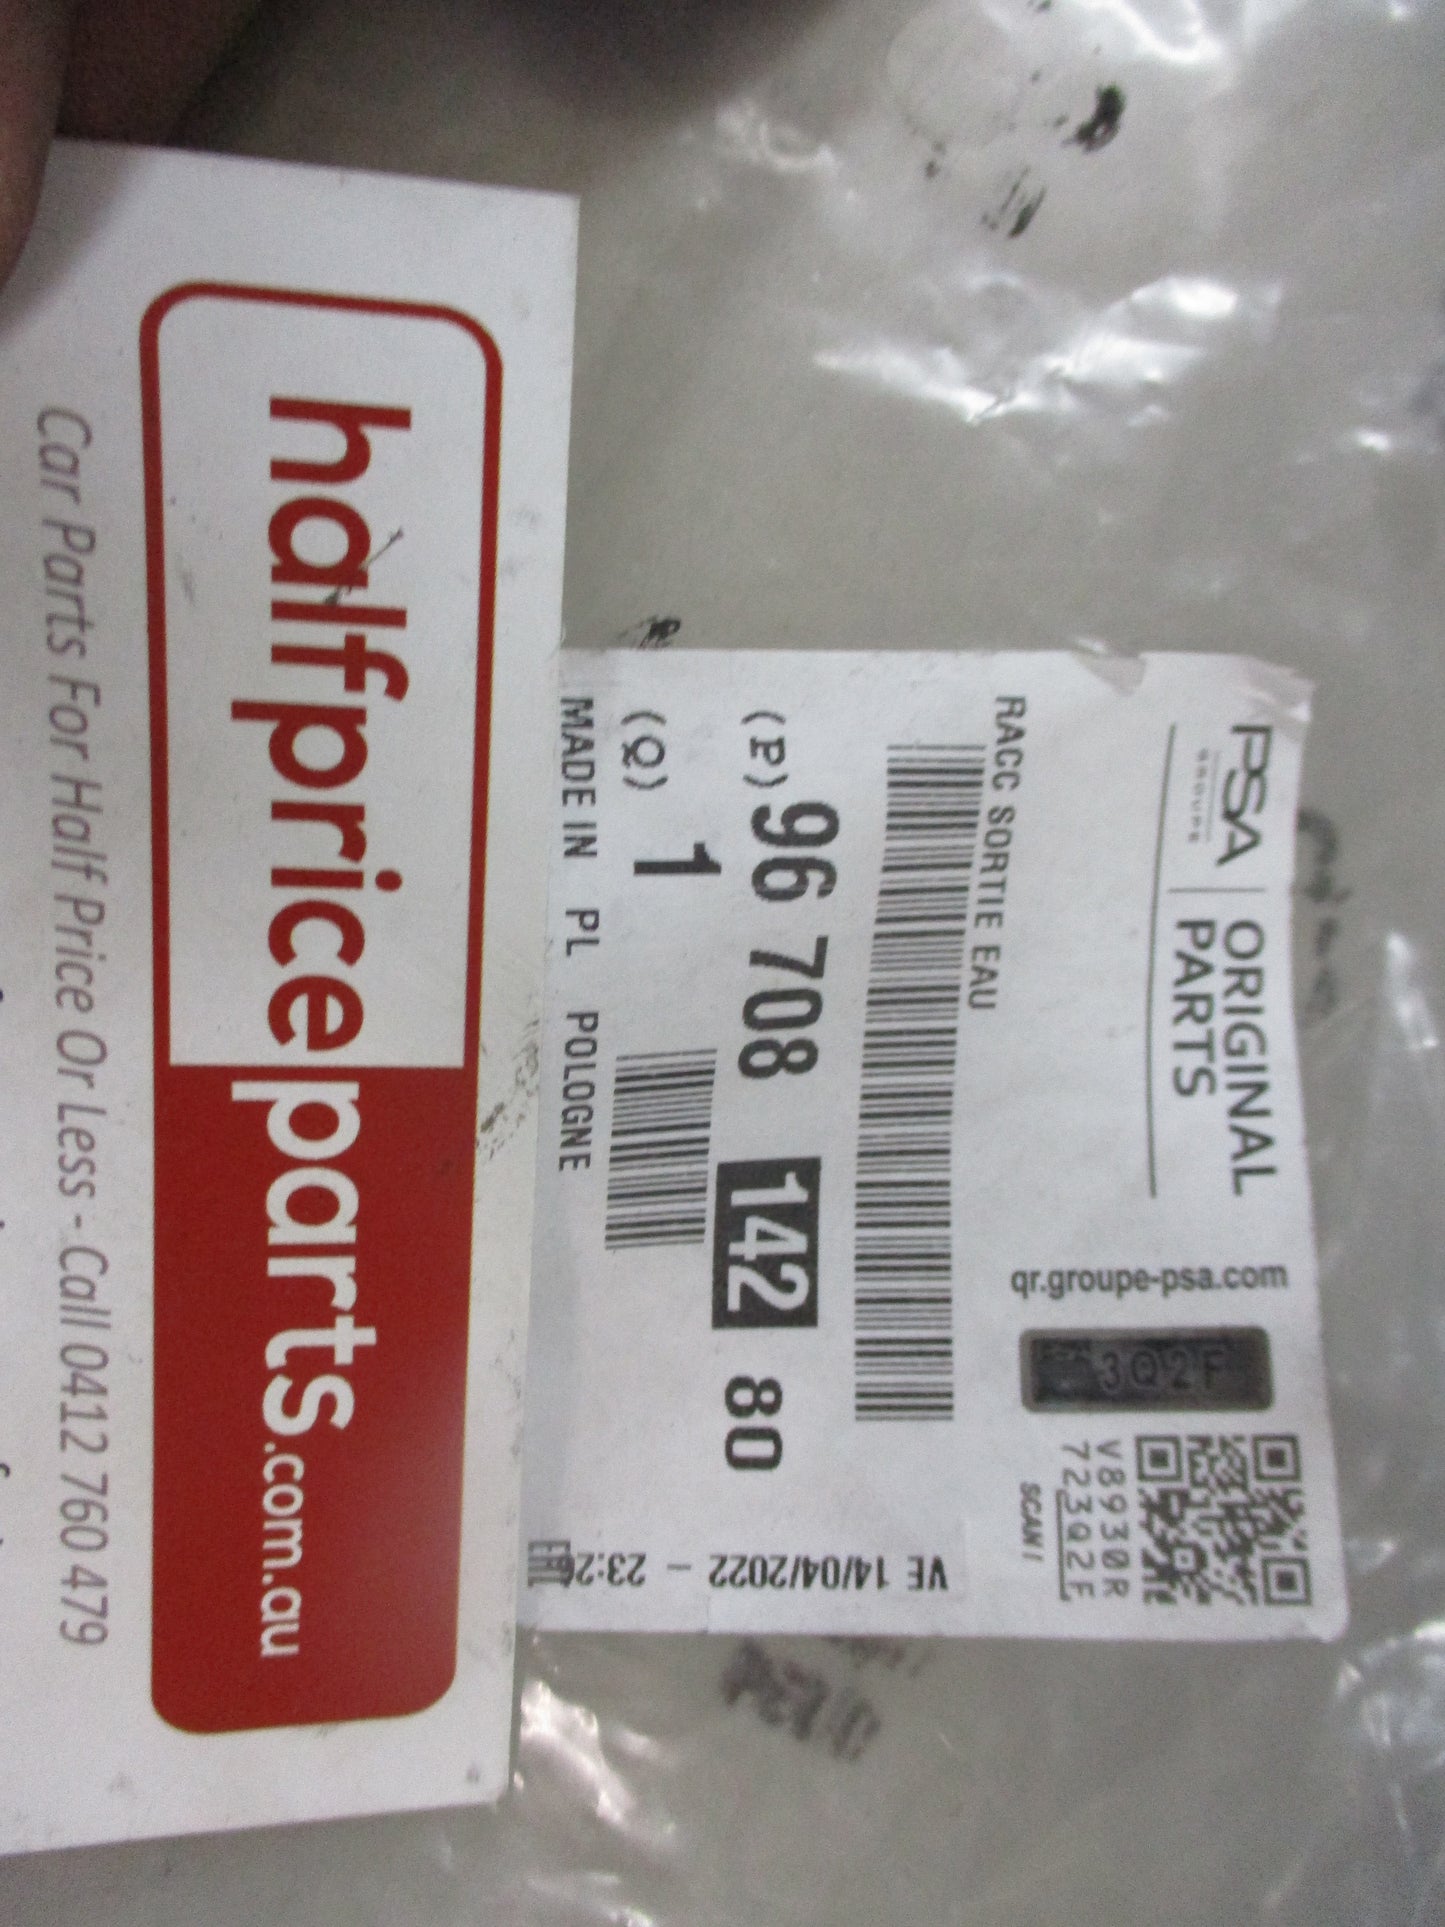 PSA
GROUPE
ORIGINAL
PARTS
qr.groupe-psa.com
3Q2F
V8930R
723Q2F
SCAN!
RACC SORTIE EAU
(P) 96 708 142 80
(Q) 1
MADE IN PL POLOGNE
VE 14/04/2022 - 23:2
halfpriceparts.com.au
Car Parts For Half Price Or Less - Call 0412 760 479